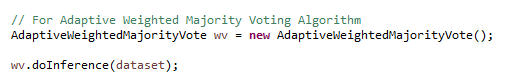 // For Adaptive Weighted Majority Voting Algorithm
AdaptiveWeightedMajorityVote wv = new AdaptiveWeightedMajorityVote();
wv.doInference(dataset);